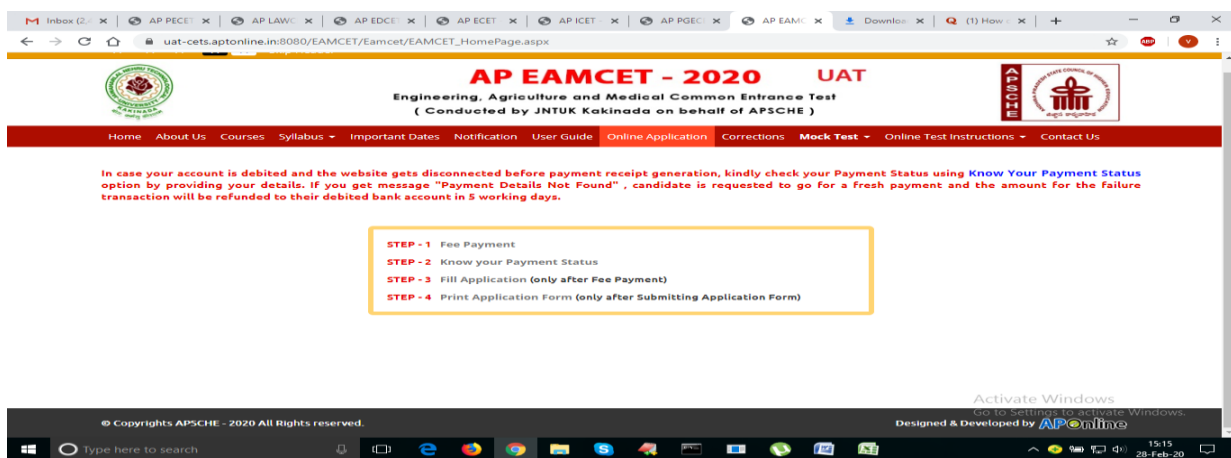 Inbox (2,
AP PECET
AP LAWC
AP EDCET
AP ECET
AP ICET -
AP PGECE
AP EAMC
Downloa
(1) How
uat-cets.aptonline.in:8080/EAMCET/Eamcet/EAMCET_HomePage.aspx
AP EAMCET - 2020 UAT
Engineering, Agriculture and Medical Common Entrance Test
( Conducted by JNTUK Kakinada on behalf of APSCHE )
APSCHE
Home About Us Courses Syllabus Important Dates Notification User Guide Online Application Corrections Mock Test Online Test Instructions Contact Us
In case your account is debited and the website gets disconnected before payment receipt generation, kindly check your Payment Status using Know Your Payment Status
option by providing your details. If you get message "Payment Details Not Found" , candidate is requested to go for a fresh payment and the amount for the failure
transaction will be refunded to their debited bank account in 5 working days.
STEP - 1 Fee Payment
STEP - 2 Know your Payment Status
STEP - 3 Fill Application (only after Fee Payment)
STEP - 4 Print Application Form (only after Submitting Application Form)
Activate Windows
Go to Settings to activate Windows.
© Copyrights APSCHE - 2020 All Rights reserved.
Designed & Developed by APOnline
Type here to search
15:15
28-Feb-20